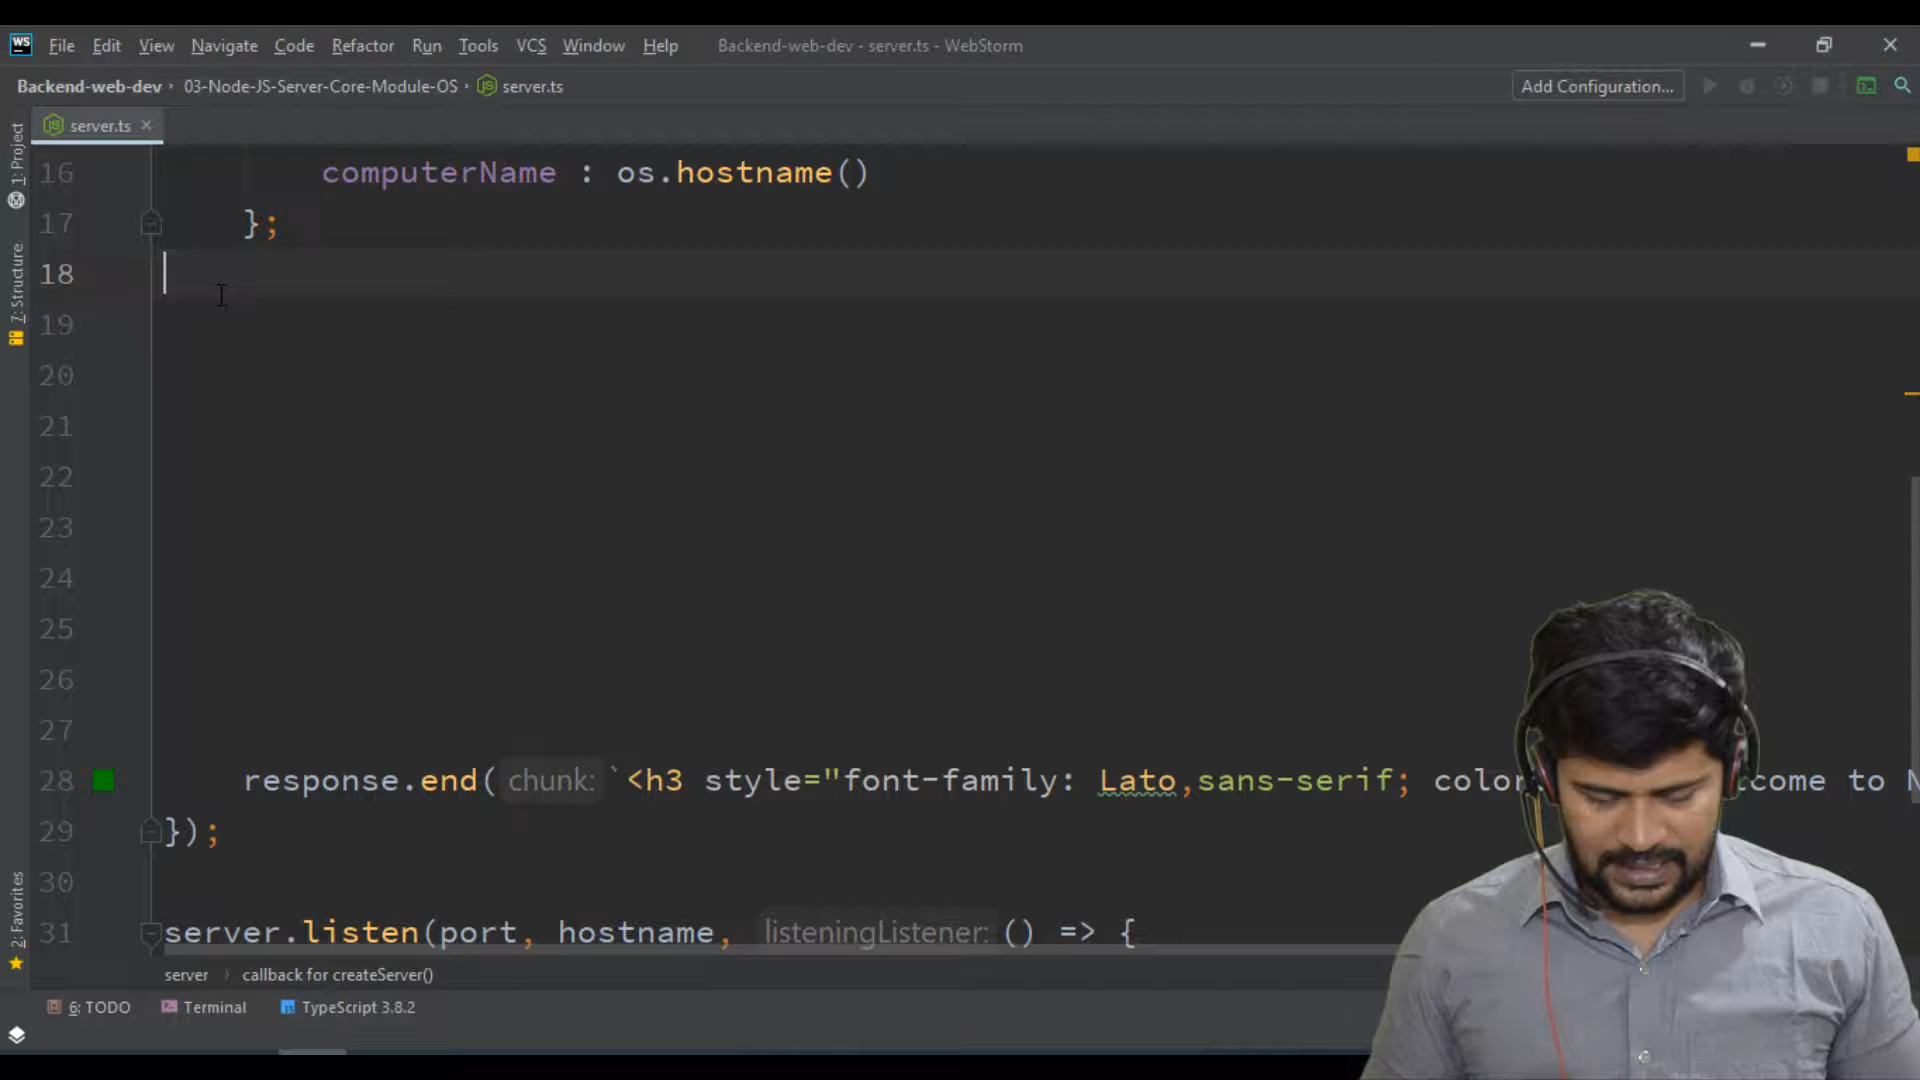 WS File Edit View Navigate Code Refactor Run Tools VCS Window Help Backend-web-dev - server.ts - WebStorm
Backend-web-dev 03-Node-JS-Server-Core-Module-OS server.ts Add Configuration...
server.ts
1: Project
7: Structure
2: Favorites
16 computerName : os.hostname()
17 };
18
19
20
21
22
23
24
25
26
27
28 response.end( chunk: `<h3 style="font-family: Lato,sans-serif; color come to N
29 });
30
31 server.listen(port, hostname, listeningListener: () => {
server callback for createServer()
6: TODO Terminal TypeScript 3.8.2